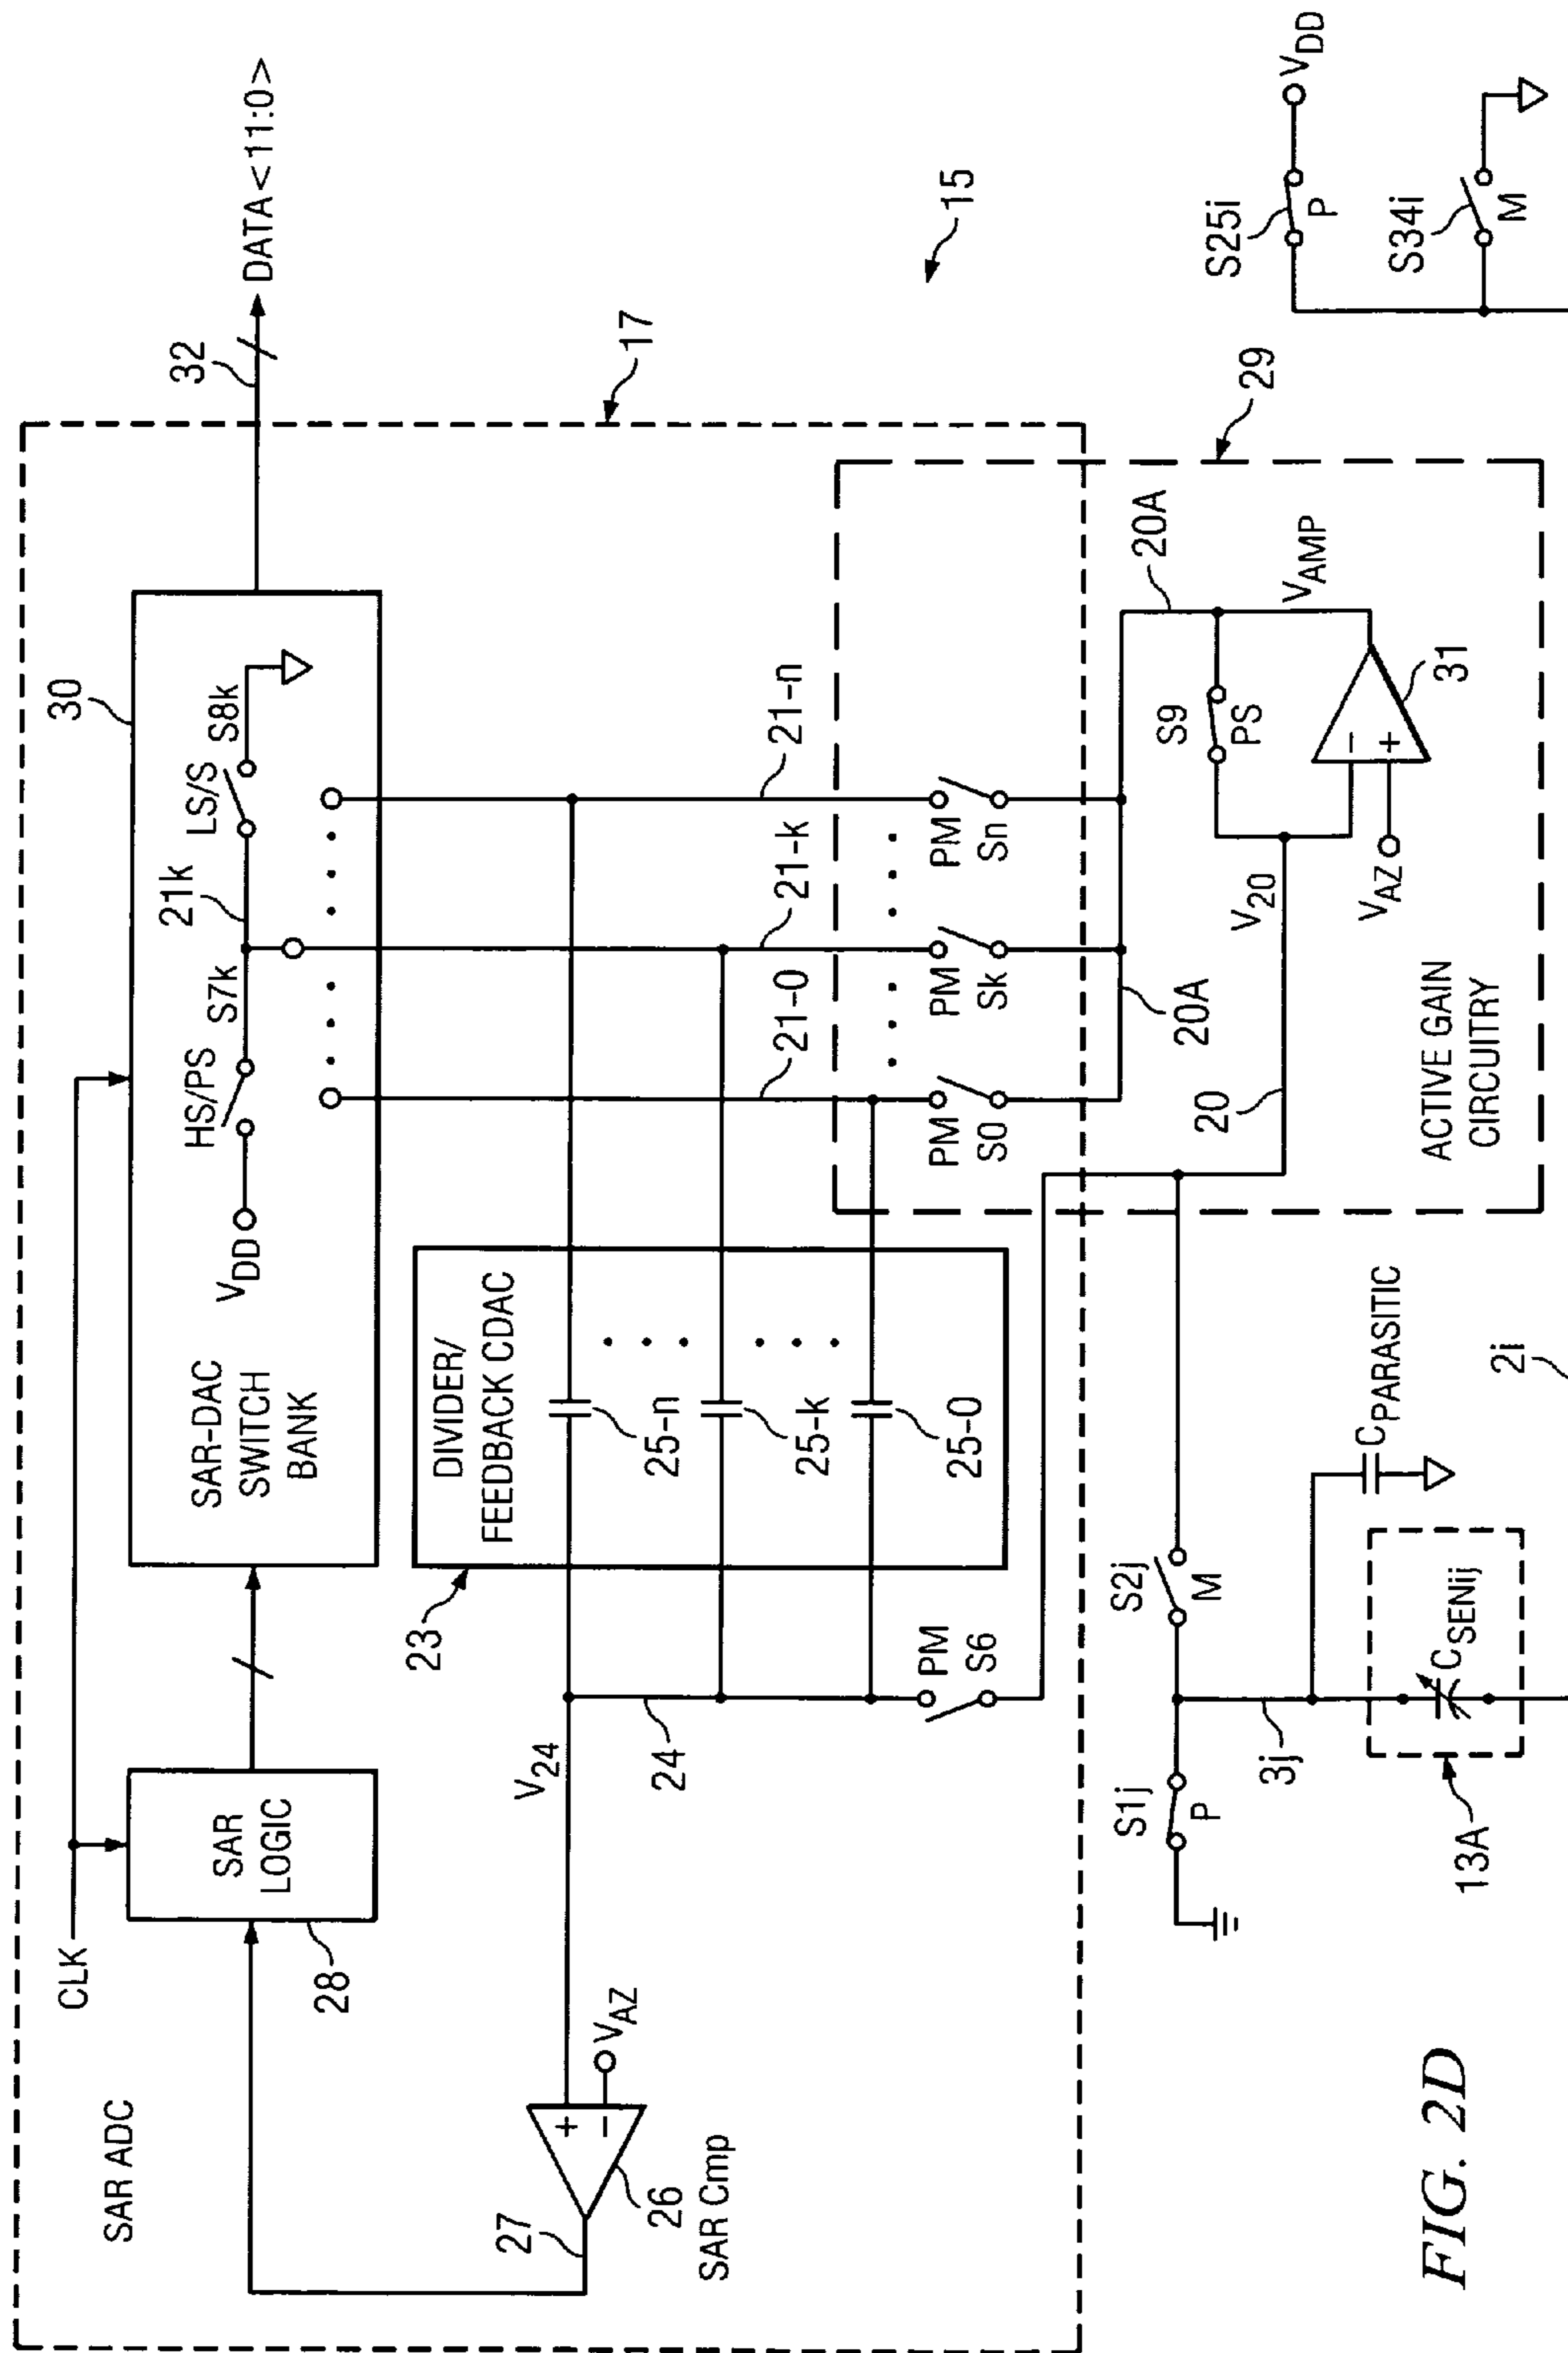 SAR ADC
CLK
SAR
LOGIC
28
27
26
SAR Cmp
VAZ
V24
24
30
SAR-DAC
SWITCH
BANK
VDD
HS/PS
S7k
21k
LS/S
S8k
32
DATA<11:0>
23
DIVIDER/
FEEDBACK CDAC
25-n
25-k
25-0
21-0
21-k
21-n
17
15
PM
S6
PM
S0
PM
Sk
PM
Sn
20A
20A
29
S9
PS
VAMP
V20
20
VAZ
31
ACTIVE GAIN
CIRCUITRY
S1j
P
S2j
M
3j
13A
CSENij
CPARASITIC
2i
S25i
P
VDD
S34i
M
FIG. 2D